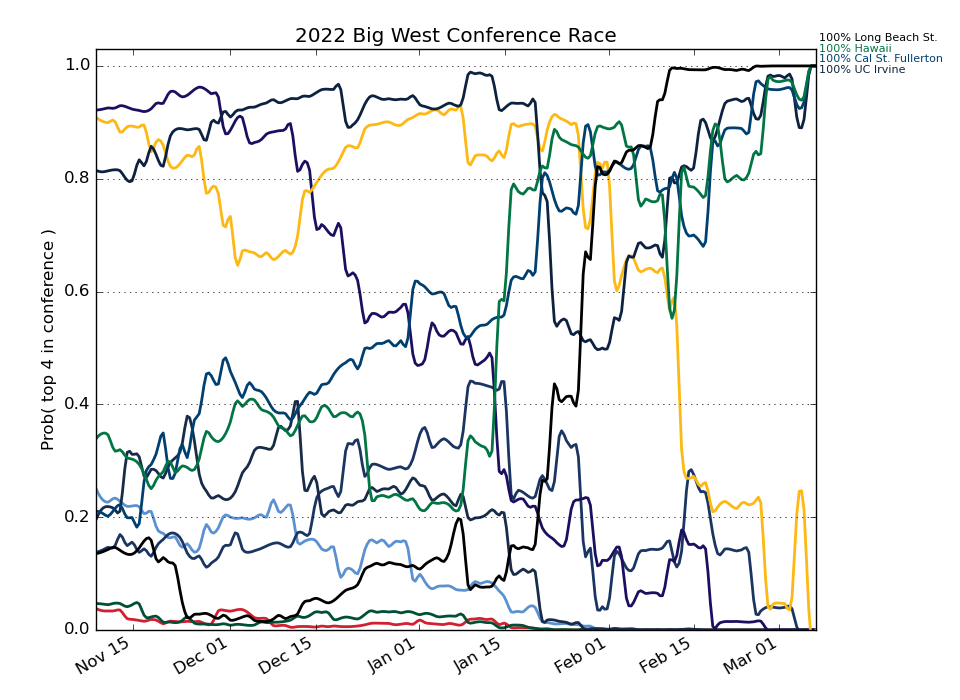 2022 Big West Conference Race
100% Long Beach St.
100% Hawaii
100% Cal St. Fullerton
100% UC Irvine
Prob( top 4 in conference )
1.0
0.8
0.6
0.4
0.2
0.0
Nov 15
Dec 01
Dec 15
Jan 01
Jan 15
Feb 01
Feb 15
Mar 01